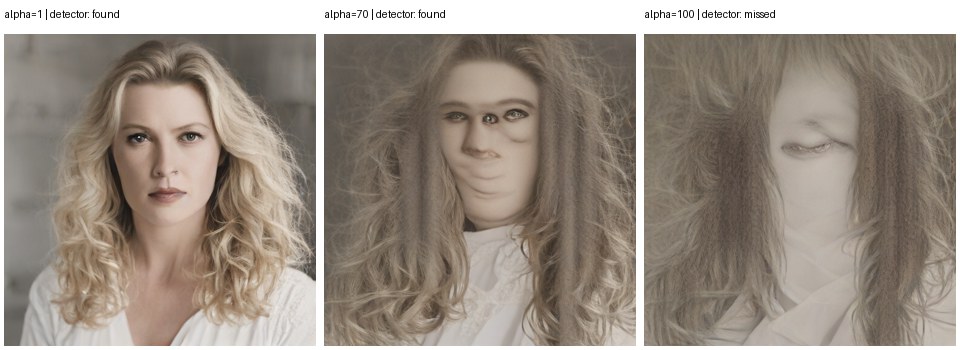 alpha=1 | detector: found
alpha=70 | detector: found
alpha=100 | detector: missed